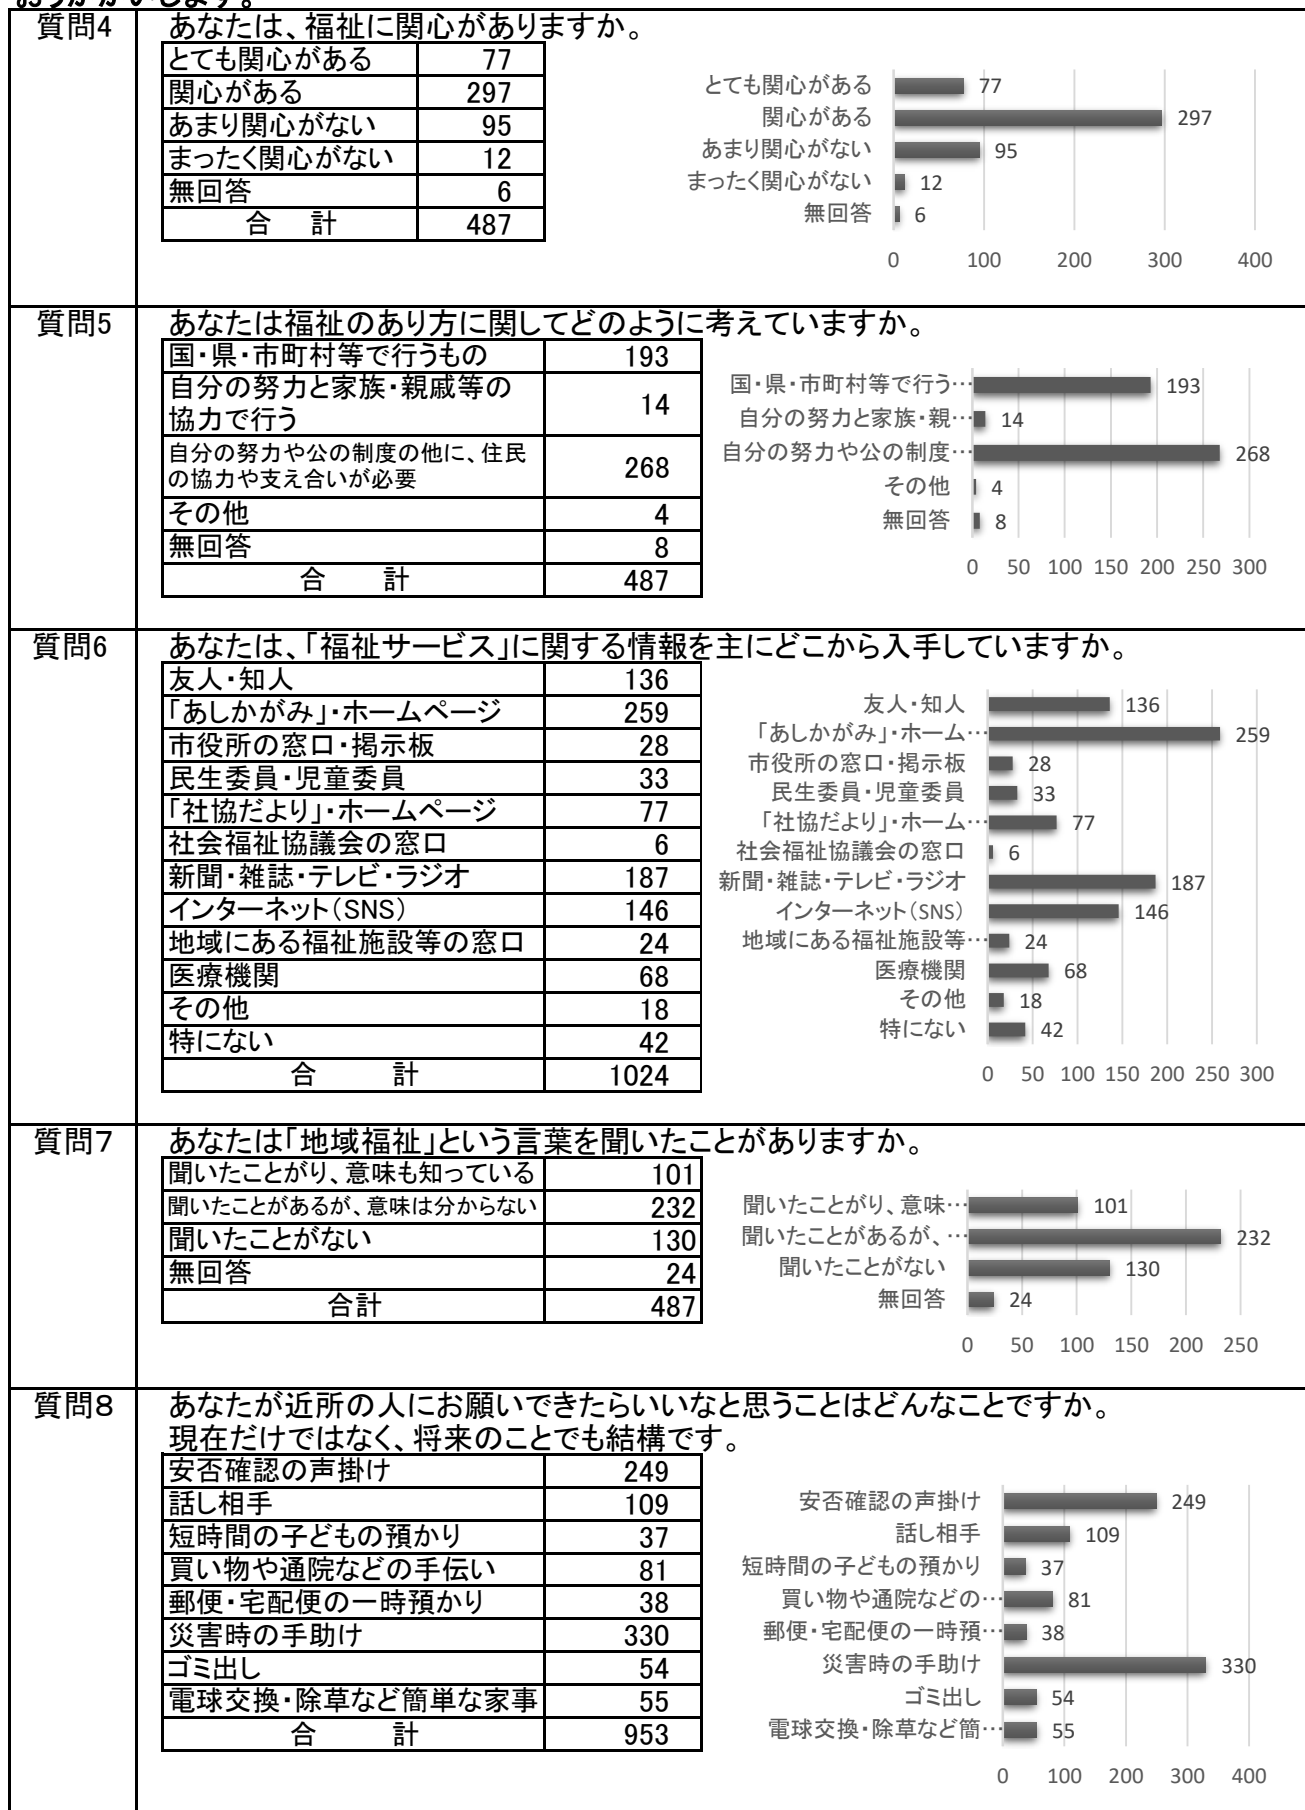 おうかがいします。
質問4 あなたは、福祉に関心がありますか。
とても関心がある 77
関心がある 297
あまり関心がない 95
まったく関心がない 12
無回答 6
合 計 487
とても関心がある 77
関心がある 297
あまり関心がない 95
まったく関心がない 12
無回答 6
0 100 200 300 400
質問5 あなたは福祉のあり方に関してどのように考えていますか。
国・県・市町村等で行うもの 193
自分の努力と家族・親戚等の
協力で行う 14
自分の努力や公の制度の他に、住民
の協力や支え合いが必要 268
その他 4
無回答 8
合 計 487
国・県・市町村等で行う… 193
自分の努力と家族・親… 14
自分の努力や公の制度… 268
その他 4
無回答 8
0 50 100 150 200 250 300
質問6 あなたは、「福祉サービス」に関する情報を主にどこから入手していますか。
友人・知人 136
「あしかがみ」・ホームページ 259
市役所の窓口・掲示板 28
民生委員・児童委員 33
「社協だより」・ホームページ 77
社会福祉協議会の窓口 6
新聞・雑誌・テレビ・ラジオ 187
インターネット(SNS) 146
地域にある福祉施設等の窓口 24
医療機関 68
その他 18
特にない 42
合 計 1024
友人・知人 136
「あしかがみ」・ホーム… 259
市役所の窓口・掲示板 28
民生委員・児童委員 33
「社協だより」・ホーム… 77
社会福祉協議会の窓口 6
新聞・雑誌・テレビ・ラジオ 187
インターネット(SNS) 146
地域にある福祉施設等… 24
医療機関 68
その他 18
特にない 42
0 50 100 150 200 250 300
質問7 あなたは「地域福祉」という言葉を聞いたことがありますか。
聞いたことがり、意味も知っている 101
聞いたことがあるが、意味は分からない 232
聞いたことがない 130
無回答 24
合計 487
聞いたことがり、意味… 101
聞いたことがあるが、… 232
聞いたことがない 130
無回答 24
0 50 100 150 200 250
質問8 あなたが近所の人にお願いできたらいいなと思うことはどんなことですか。
現在だけではなく、将来のことでも結構です。
安否確認の声掛け 249
話し相手 109
短時間の子どもの預かり 37
買い物や通院などの手伝い 81
郵便・宅配便の一時預かり 38
災害時の手助け 330
ゴミ出し 54
電球交換・除草など簡単な家事 55
合 計 953
安否確認の声掛け 249
話し相手 109
短時間の子どもの預かり 37
買い物や通院などの… 81
郵便・宅配便の一時預… 38
災害時の手助け 330
ゴミ出し 54
電球交換・除草など簡… 55
0 100 200 300 400